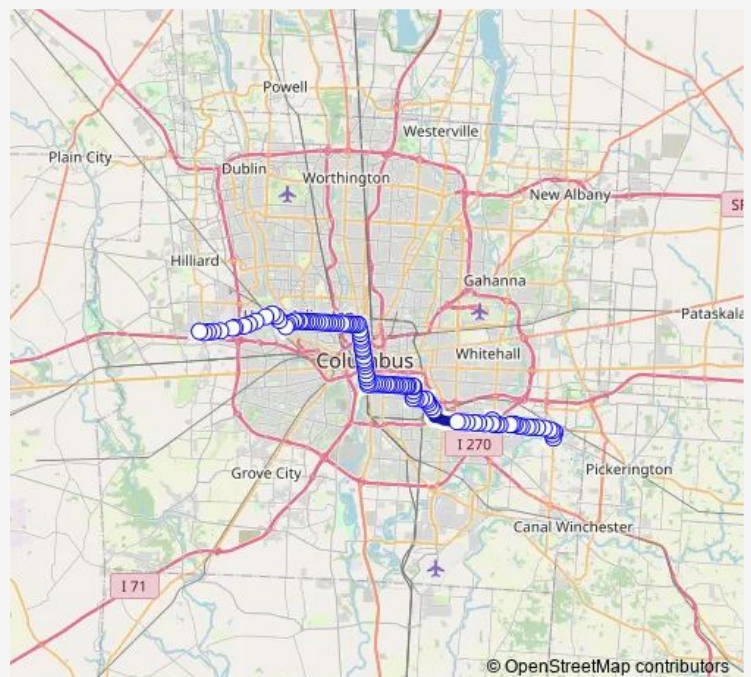 Powell
Westerville
Plain City
Dublin
Worthington
New Albany
SR
Hilliard
Gahanna
Pataskala
Columbus
Whitehall
I 270
Pickerington
Grove City
Canal Winchester
I 71
© OpenStreetMap contributors